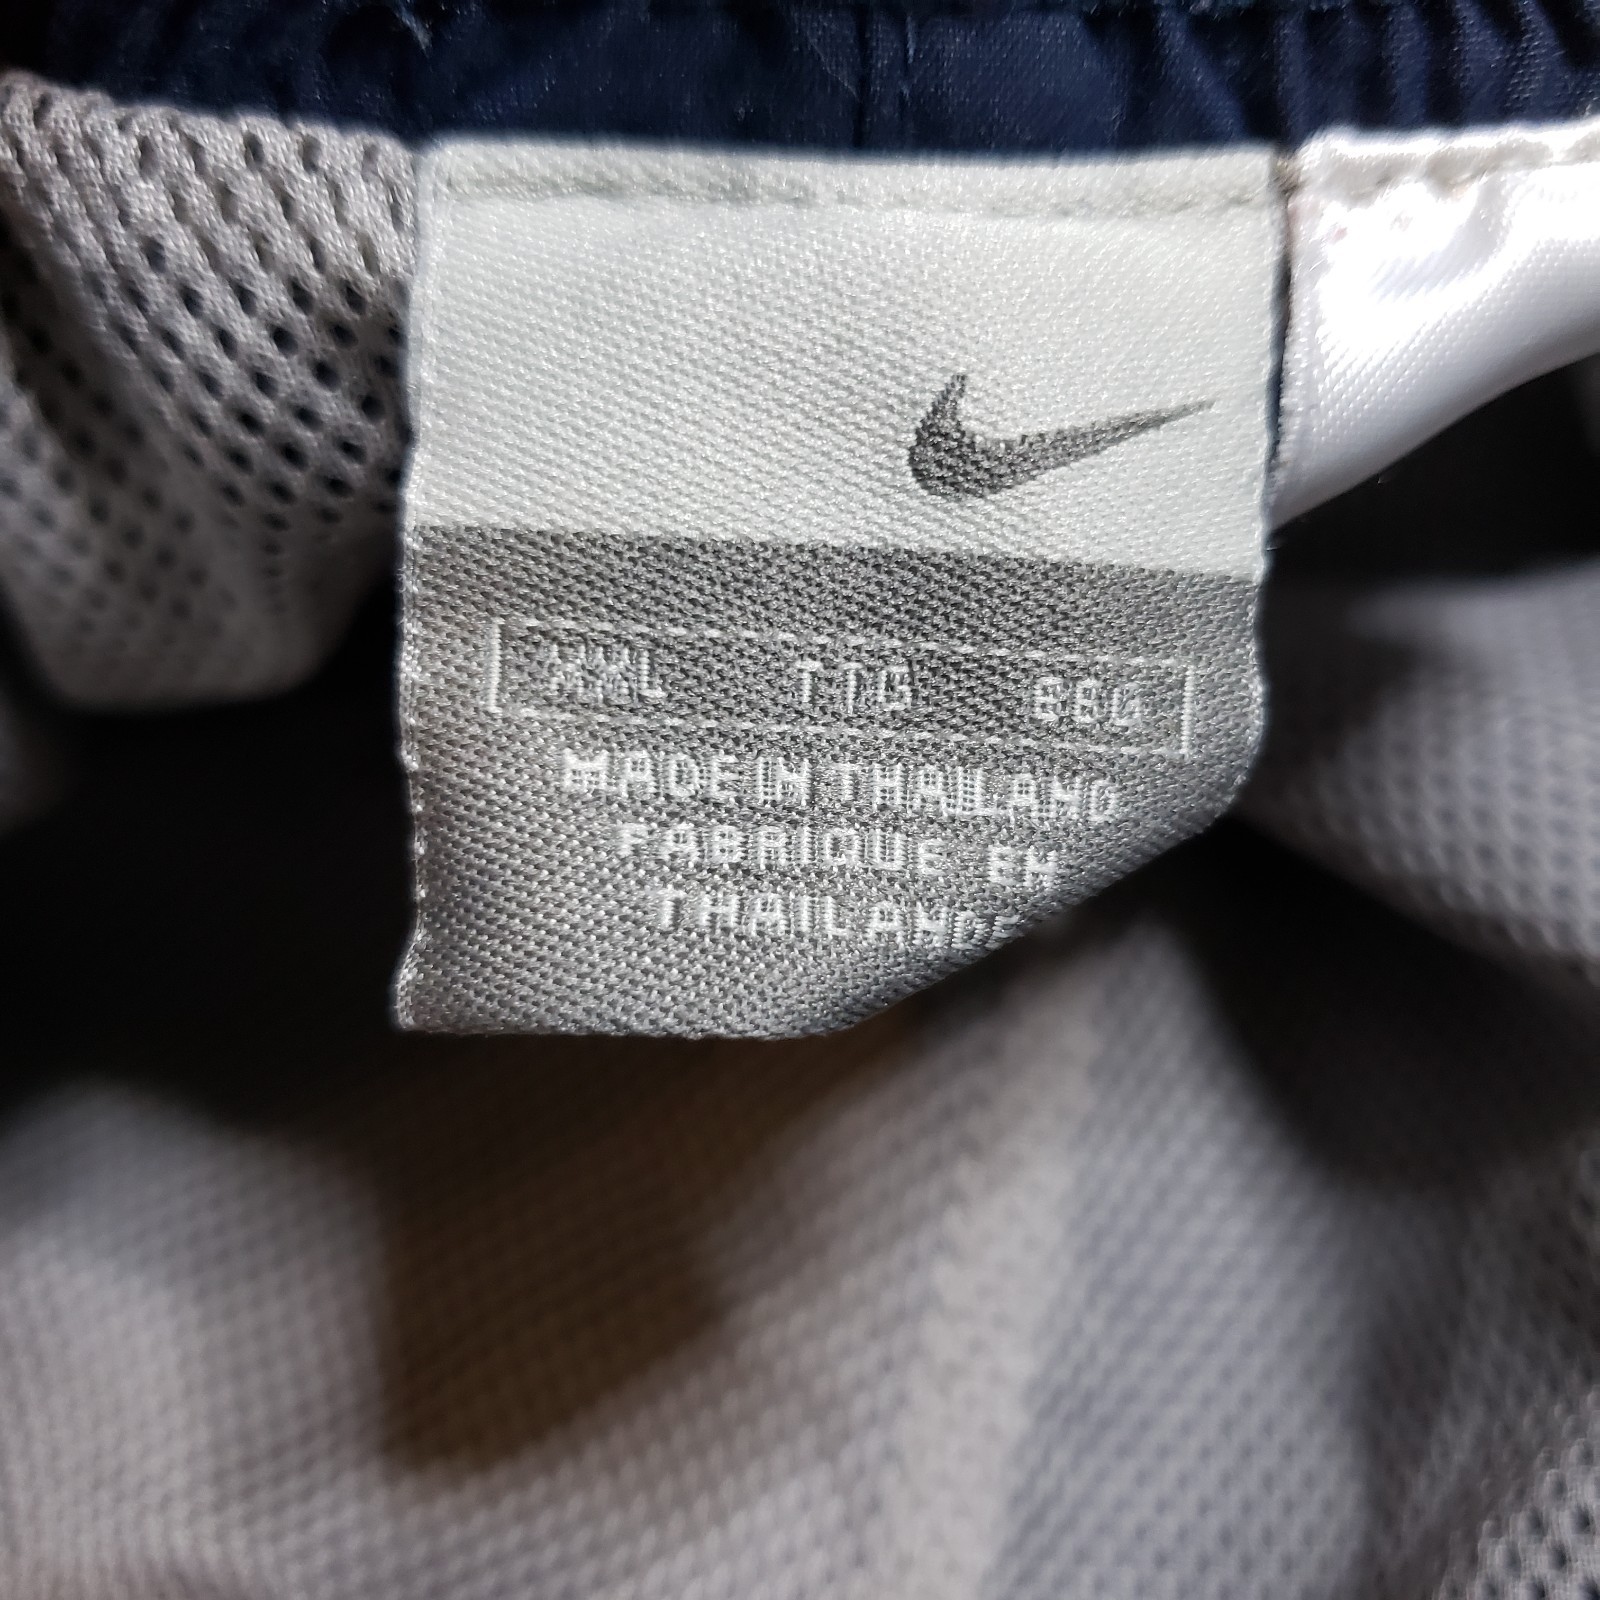 XXL TTG EEG
MADE IN THAILAND
FABRIQUE EN
THAILANDE